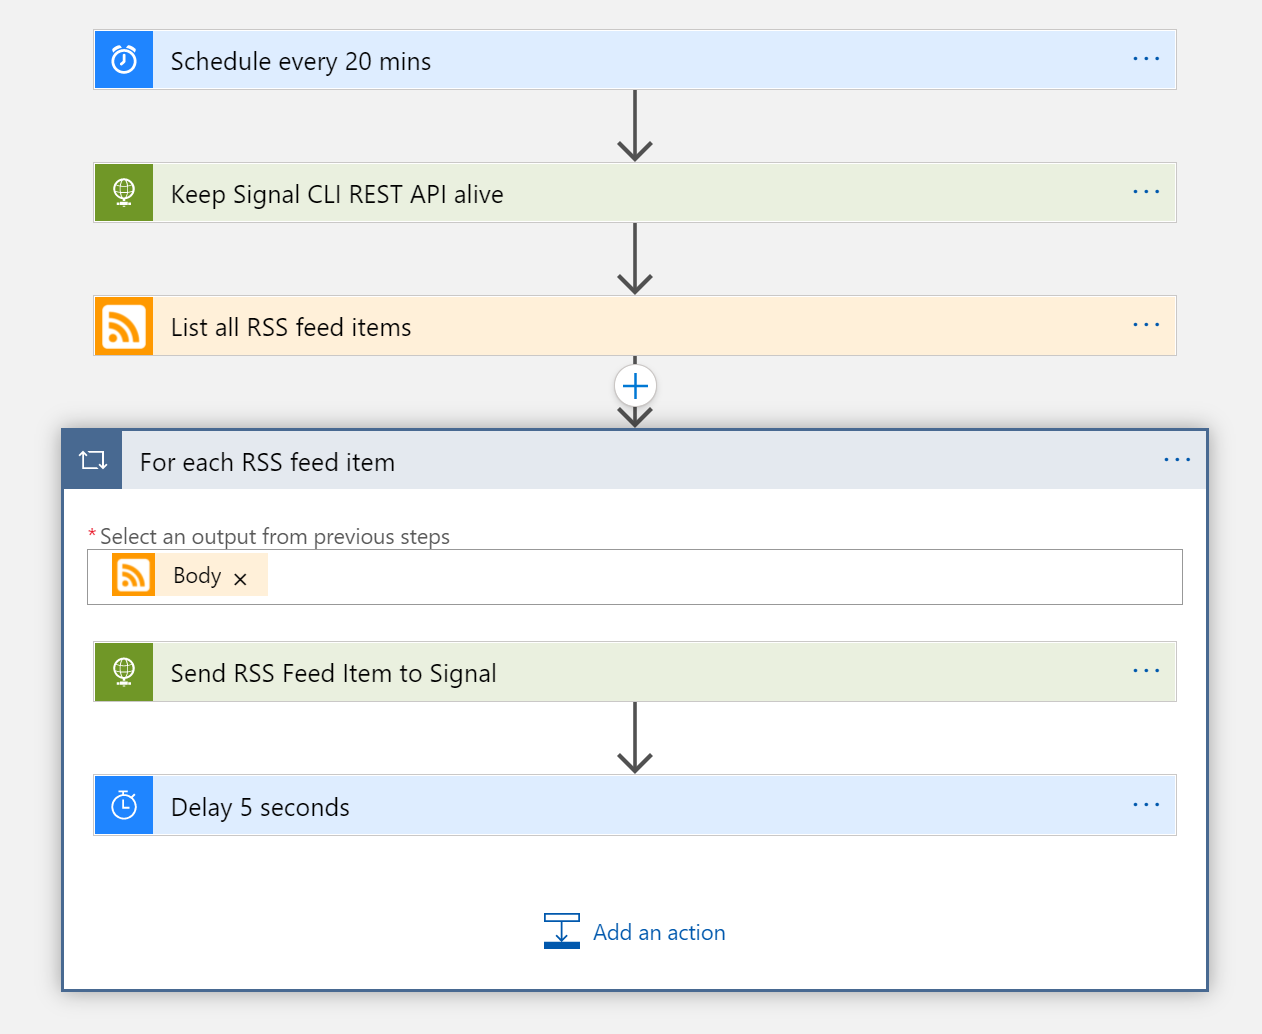 Schedule every 20 mins
Keep Signal CLI REST API alive
List all RSS feed items
For each RSS feed item
* Select an output from previous steps
Body ×
Send RSS Feed Item to Signal
Delay 5 seconds
Add an action